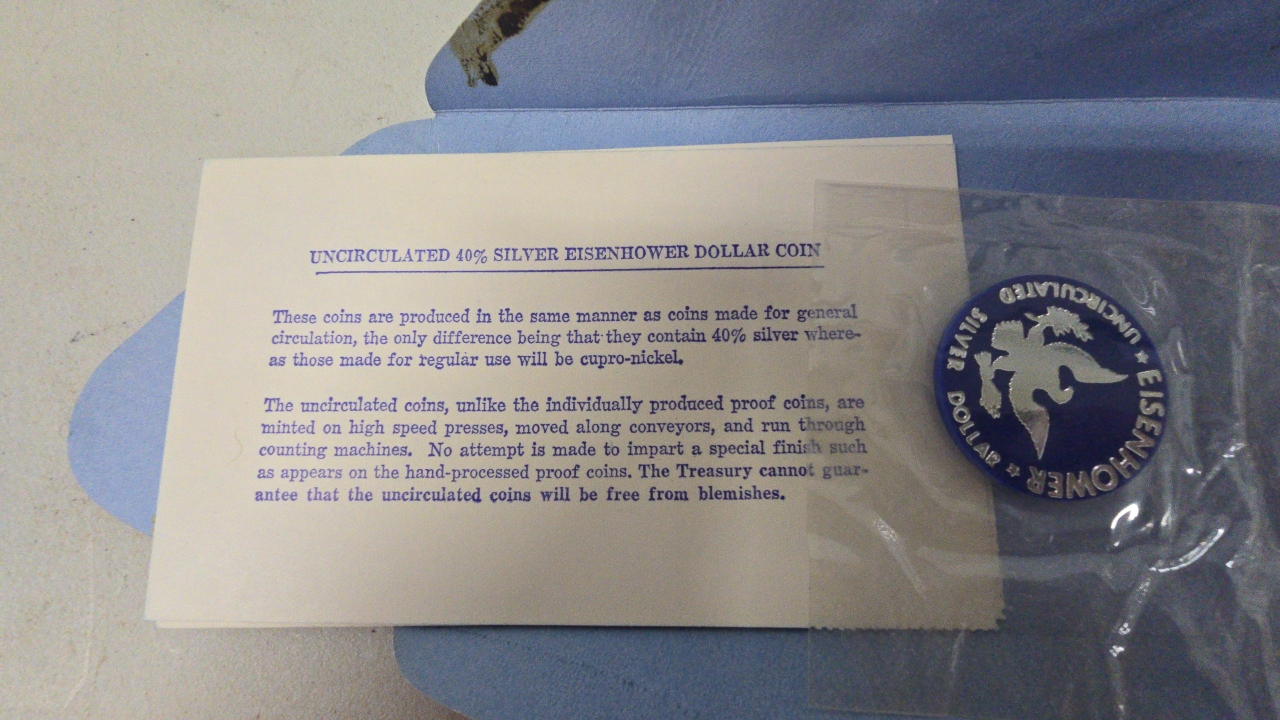 UNCIRCULATED 40% SILVER EISENHOWER DOLLAR COIN
These coins are produced in the same manner as coins made for general
circulation, the only difference being that they contain 40% silver where-
as those made for regular use will be cupro-nickel.
The uncirculated coins, unlike the individually produced proof coins, are
minted on high speed presses, moved along conveyors, and run through
counting machines. No attempt is made to impart a special finish such
as appears on the hand-processed proof coins. The Treasury cannot guar-
antee that the uncirculated coins will be free from blemishes.
EISENHOWER
UNCIRCULATED
SILVER DOLLAR